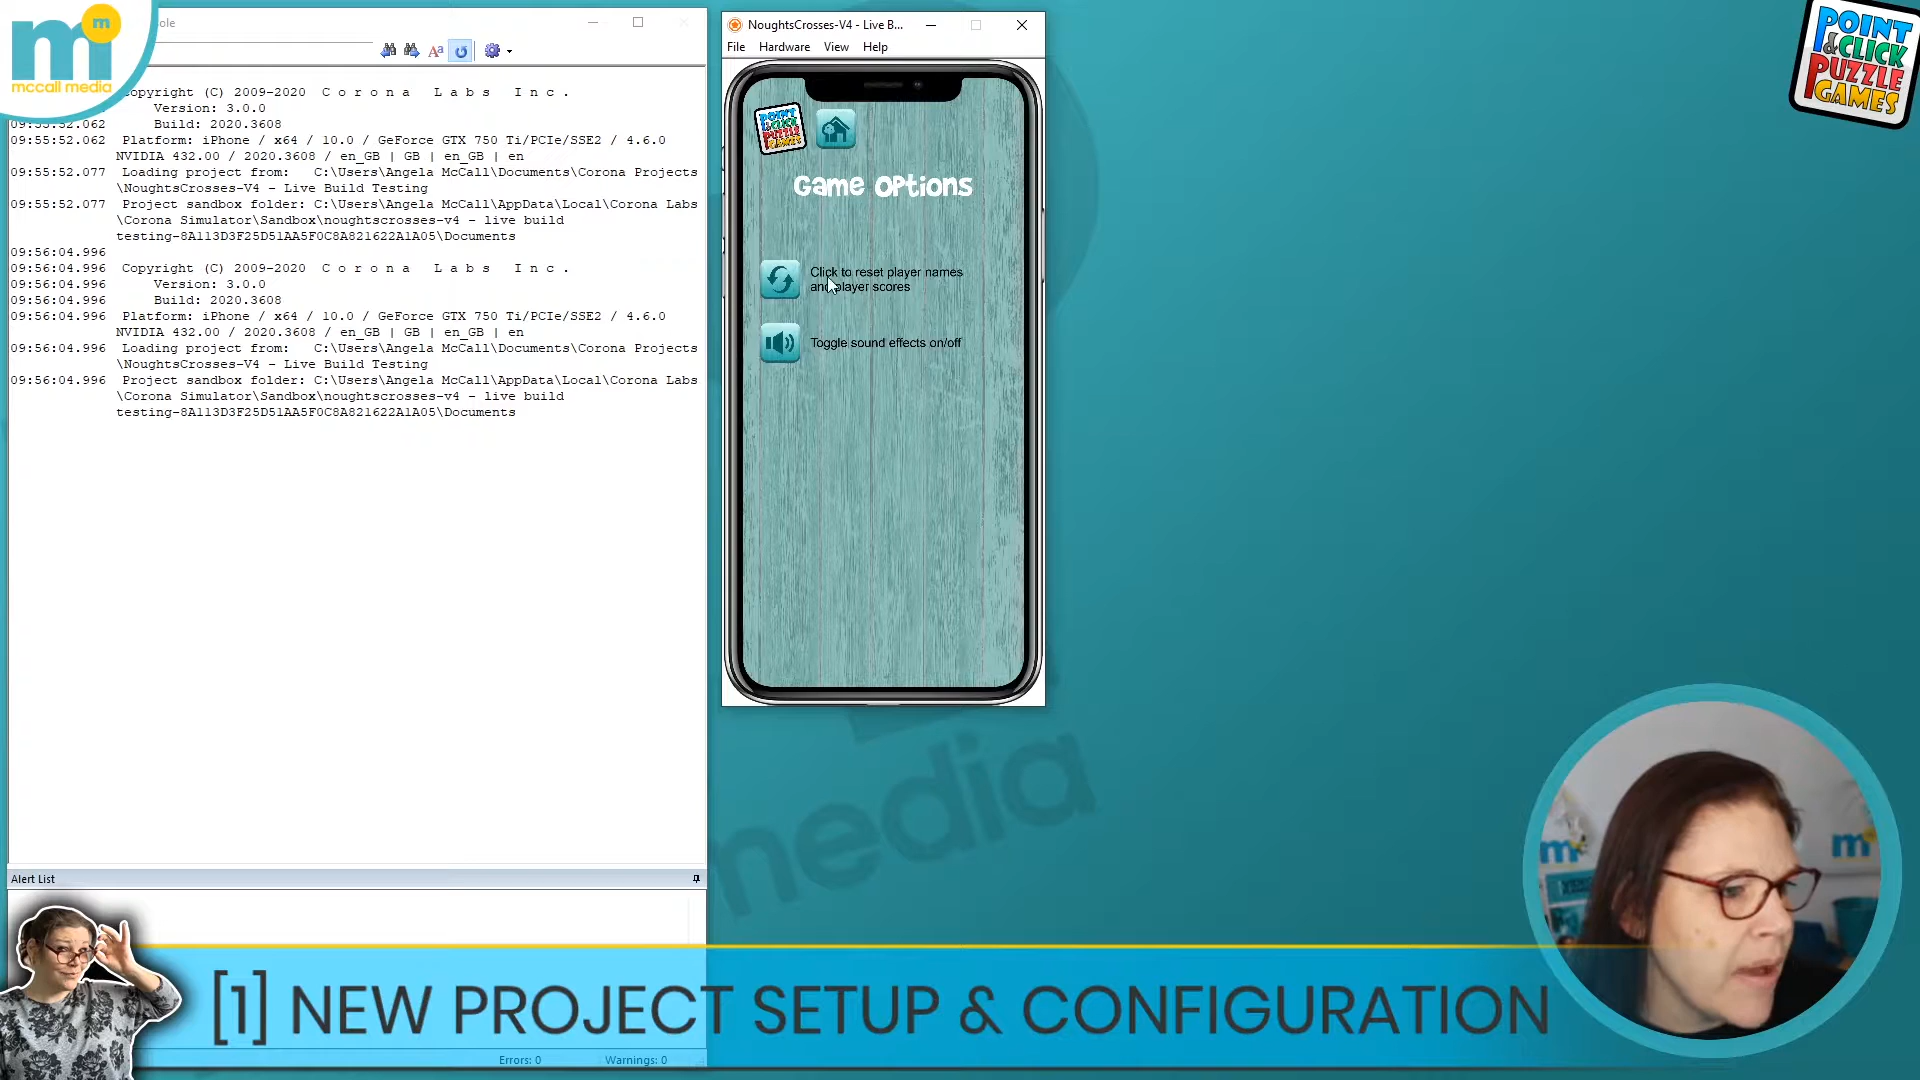 m
m
mccall media
ole
Aa
Copyright (C) 2009-2020 C o r o n a L a b s I n c .
Version: 3.0.0
09:55:52.062 Build: 2020.3608
09:55:52.062 Platform: iPhone / x64 / 10.0 / GeForce GTX 750 Ti/PCIe/SSE2 / 4.6.0
NVIDIA 432.00 / 2020.3608 / en_GB | GB | en_GB | en
09:55:52.077 Loading project from: C:\Users\Angela McCall\Documents\Corona Projects
\NoughtsCrosses-V4 - Live Build Testing
09:55:52.077 Project sandbox folder: C:\Users\Angela McCall\AppData\Local\Corona Labs
\Corona Simulator\Sandbox\noughtscrosses-v4 - live build
testing-8A113D3F25D51AA5F0C8A821622A1A05\Documents
09:56:04.996
09:56:04.996 Copyright (C) 2009-2020 C o r o n a L a b s I n c .
09:56:04.996 Version: 3.0.0
09:56:04.996 Build: 2020.3608
09:56:04.996 Platform: iPhone / x64 / 10.0 / GeForce GTX 750 Ti/PCIe/SSE2 / 4.6.0
NVIDIA 432.00 / 2020.3608 / en_GB | GB | en_GB | en
09:56:04.996 Loading project from: C:\Users\Angela McCall\Documents\Corona Projects
\NoughtsCrosses-V4 - Live Build Testing
09:56:04.996 Project sandbox folder: C:\Users\Angela McCall\AppData\Local\Corona Labs
\Corona Simulator\Sandbox\noughtscrosses-v4 - live build
testing-8A113D3F25D51AA5F0C8A821622A1A05\Documents
Alert List
Errors: 0 Warnings: 0
NoughtsCrosses-V4 - Live B...
File Hardware View Help
POINT
&CLICK
PUZZLE
GAMES
Game Options
Click to reset player names
and player scores
Toggle sound effects on/off
POINT
&CLICK
PUZZLE
GAMES
media
m
m
[1] NEW PROJECT SETUP & CONFIGURATION